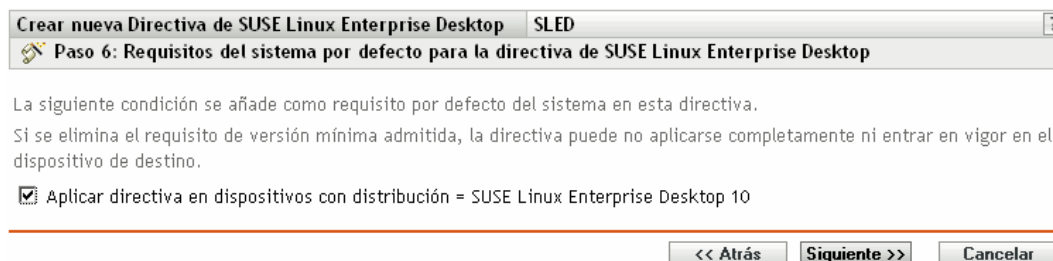 Crear nueva Directiva de SUSE Linux Enterprise Desktop SLED
Paso 6: Requisitos del sistema por defecto para la directiva de SUSE Linux Enterprise Desktop
La siguiente condición se añade como requisito por defecto del sistema en esta directiva.
Si se elimina el requisito de versión mínima admitida, la directiva puede no aplicarse completamente ni entrar en vigor en el
dispositivo de destino.
Aplicar directiva en dispositivos con distribución = SUSE Linux Enterprise Desktop 10
<< Atrás Siguiente >> Cancelar